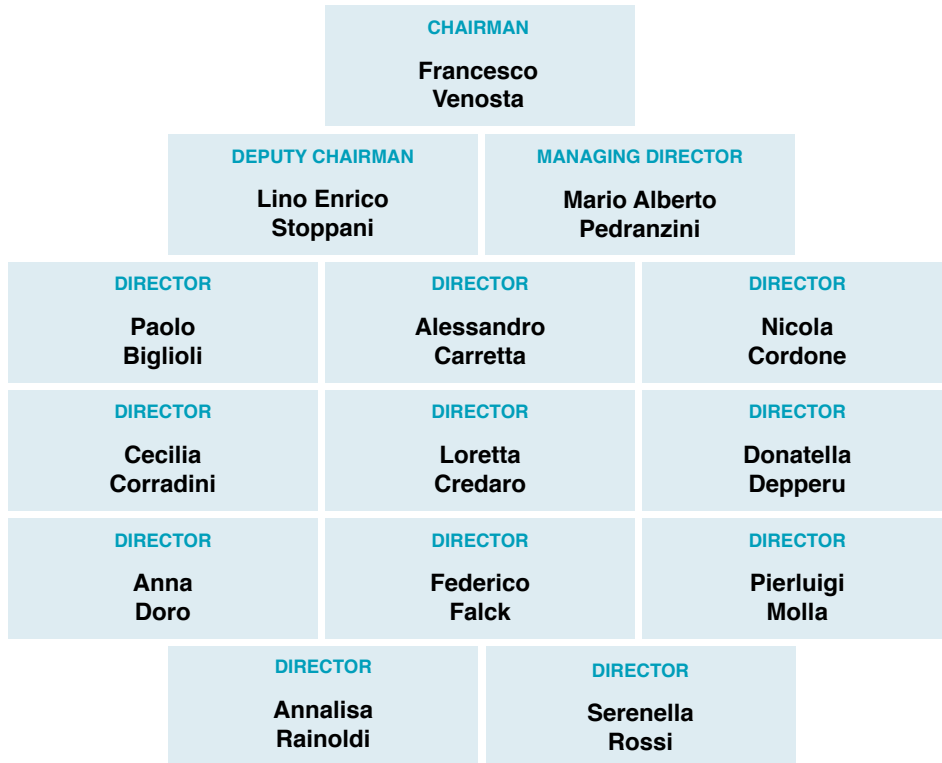 CHAIRMAN
Francesco
Venosta
DEPUTY CHAIRMAN
Lino Enrico
Stoppani
MANAGING DIRECTOR
Mario Alberto
Pedranzini
DIRECTOR
Paolo
Biglioli
DIRECTOR
Alessandro
Carretta
DIRECTOR
Nicola
Cordone
DIRECTOR
Cecilia
Corradini
DIRECTOR
Loretta
Credaro
DIRECTOR
Donatella
Depperu
DIRECTOR
Anna
Doro
DIRECTOR
Federico
Falck
DIRECTOR
Pierluigi
Molla
DIRECTOR
Annalisa
Rainoldi
DIRECTOR
Serenella
Rossi